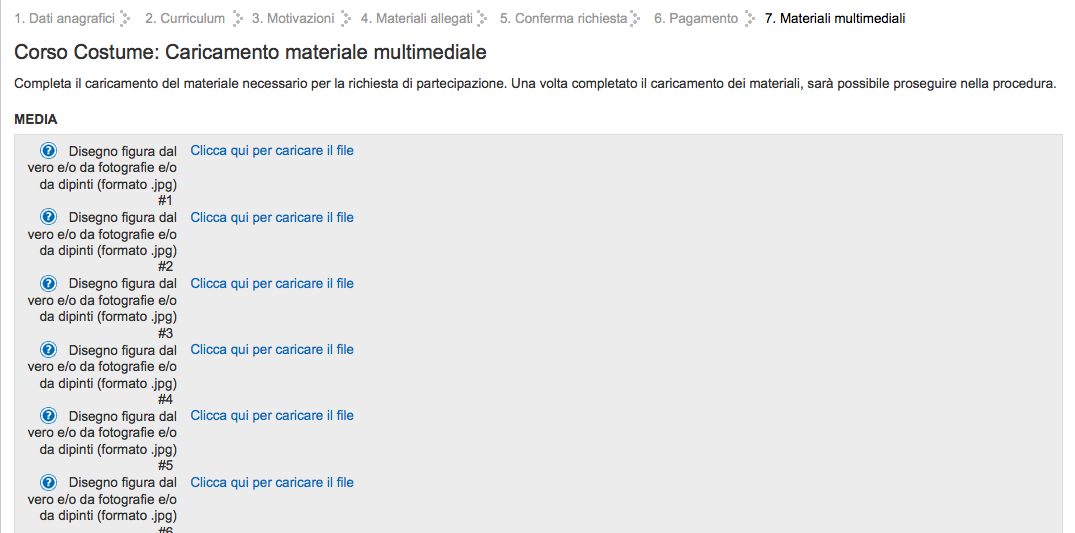 1. Dati anagrafici 2. Curriculum 3. Motivazioni 4. Materiali allegati 5. Conferma richiesta 6. Pagamento 7. Materiali multimediali
Corso Costume: Caricamento materiale multimediale
Completa il caricamento del materiale necessario per la richiesta di partecipazione. Una volta completato il caricamento dei materiali, sarà possibile proseguire nella procedura.
MEDIA
? Disegno figura dal Clicca qui per caricare il file
vero e/o da fotografie e/o
da dipinti (formato .jpg)
#1
? Disegno figura dal Clicca qui per caricare il file
vero e/o da fotografie e/o
da dipinti (formato .jpg)
#2
? Disegno figura dal Clicca qui per caricare il file
vero e/o da fotografie e/o
da dipinti (formato .jpg)
#3
? Disegno figura dal Clicca qui per caricare il file
vero e/o da fotografie e/o
da dipinti (formato .jpg)
#4
? Disegno figura dal Clicca qui per caricare il file
vero e/o da fotografie e/o
da dipinti (formato .jpg)
#5
? Disegno figura dal Clicca qui per caricare il file
vero e/o da fotografie e/o
da dipinti (formato .jpg)
#6